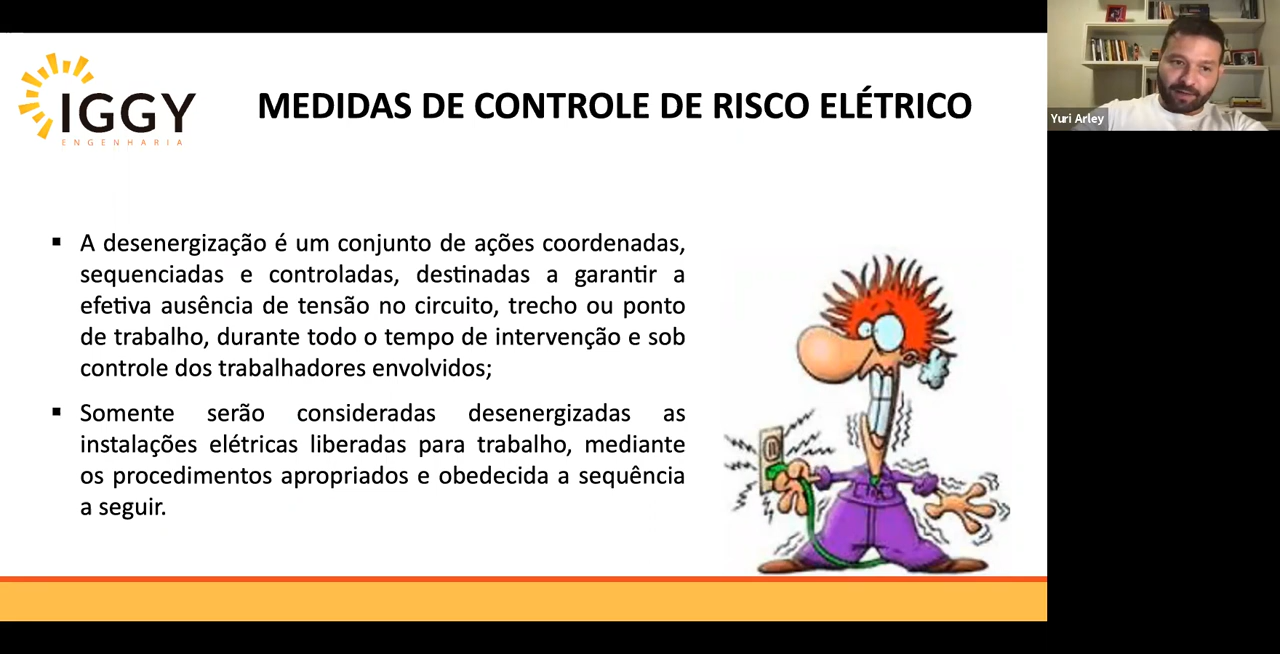 IGGY
ENGENHARIA
MEDIDAS DE CONTROLE DE RISCO ELÉTRICO
Yuri Arley
▪ A desenergização é um conjunto de ações coordenadas,
sequenciadas e controladas, destinadas a garantir a
efetiva ausência de tensão no circuito, trecho ou ponto
de trabalho, durante todo o tempo de intervenção e sob
controle dos trabalhadores envolvidos;
▪ Somente serão consideradas desenergizadas as
instalações elétricas liberadas para trabalho, mediante
os procedimentos apropriados e obedecida a sequência
a seguir.